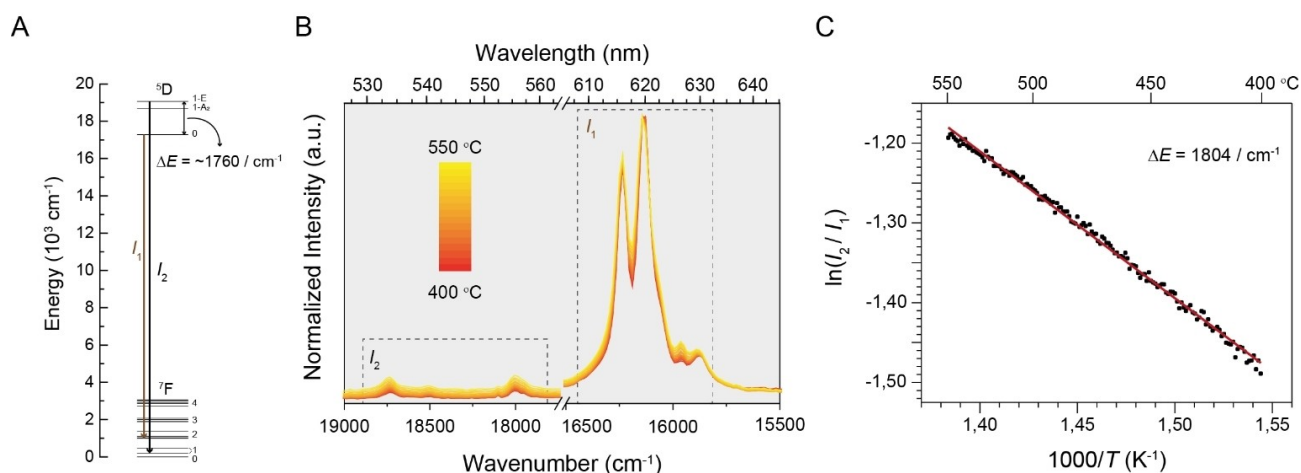 A
Energy (10³ cm⁻¹)
20
18
16
14
12
10
8
6
4
2
0
⁵D
1-E
1-A₂
0
ΔE = ~1760 / cm⁻¹
I₁
I₂
⁷F
4
3
2
1
0
B
Wavelength (nm)
530 540 550 560 610 620 630 640
Normalized Intensity (a.u.)
550 °C
400 °C
I₁
I₂
19000 18500 18000 16000 15500
Wavenumber (cm⁻¹)
C
550 500 450 400 °C
ΔE = 1804 / cm⁻¹
ln(I₂ / I₁)
-1,20
-1,30
-1,40
-1,50
1,40 1,45 1,50 1,55
1000/T (K⁻¹)